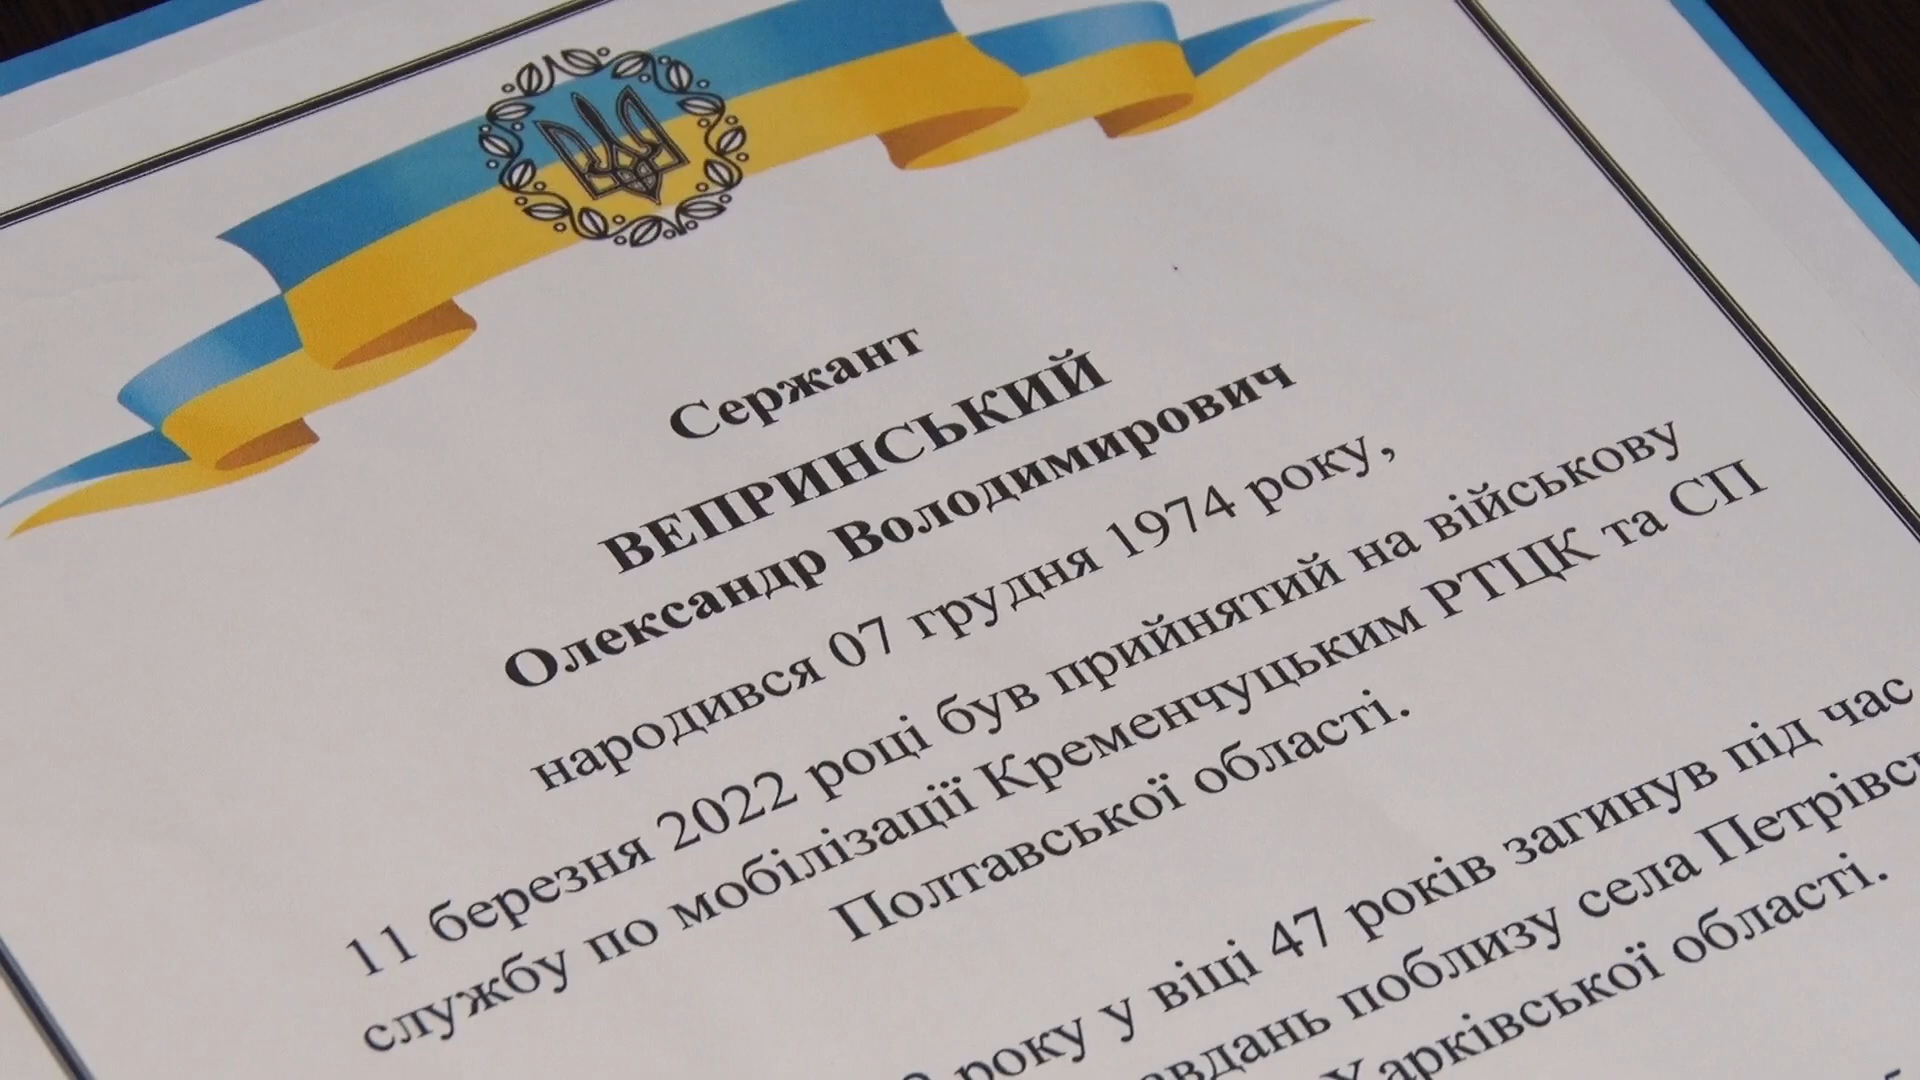 Сержант
ВЕПРИНСЬКИЙ
Олександр Володимирович
народився 07 грудня 1974 року,
11 березня 2022 році був прийнятий на військову
службу по мобілізації Кременчуцьким РТЦК та СП
Полтавської області.
року у віці 47 років загинув під час
поблизу села
Харківської області.